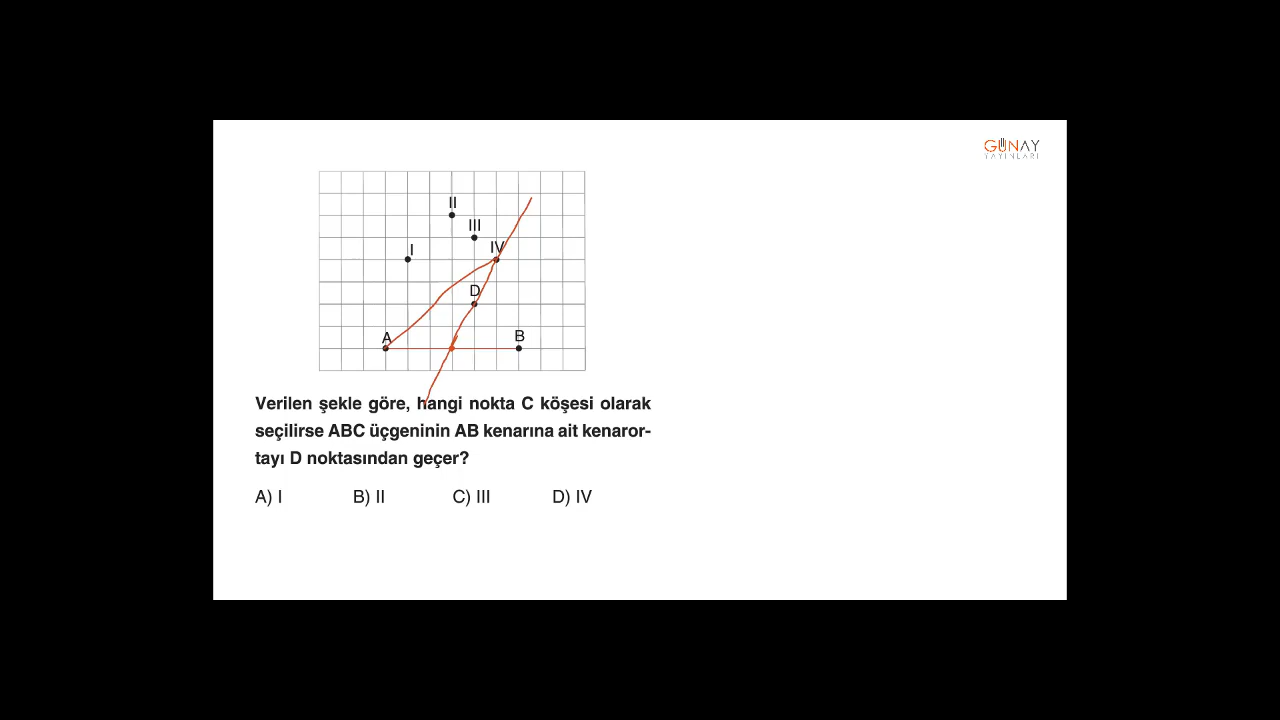 GÜNAY
YAYINLARI
II
III
I
IV
D
A
B
Verilen şekle göre, hangi nokta C köşesi olarak
seçilirse ABC üçgeninin AB kenarına ait kenaror-
tayı D noktasından geçer?
A) I B) II C) III D) IV